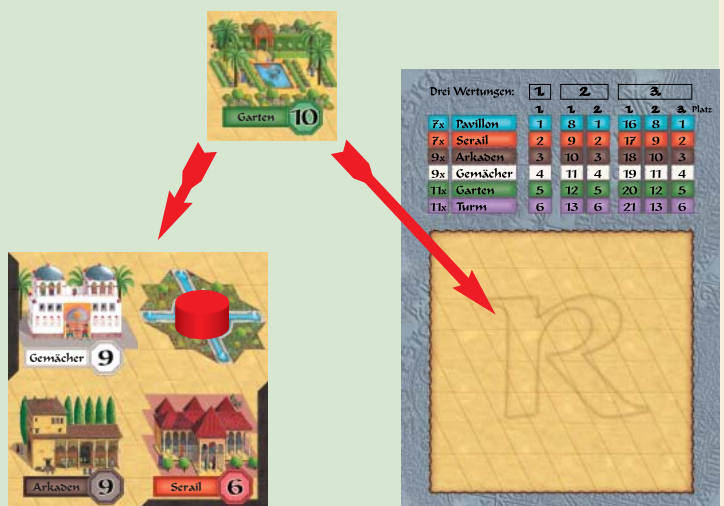 Garten 10
Drei Wertungen: 1 2 3
1 1 2 1 2 3 Platz
7x Pavillon 1 8 1 16 8 1
7x Serail 2 9 2 17 9 2
9x Arkaden 3 10 3 18 10 3
9x Gemächer 4 11 4 19 11 4
11x Garten 5 12 5 20 12 5
11x Turm 6 13 6 21 13 6
Gemächer 9
Arkaden 9
Serail 6
R